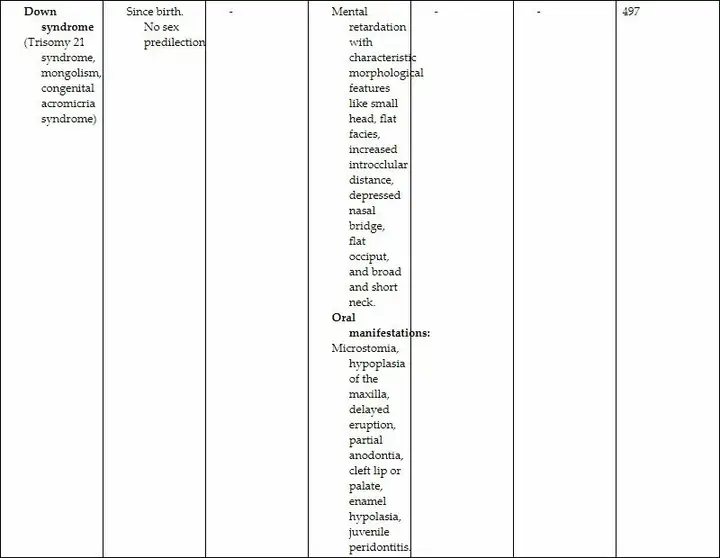 Down
syndrome
(Trisomy 21
syndrome,
mongolism,
congenital
acromicria
syndrome)
Since birth.
No sex
predilection
-
Mental
retardation
with
characteristic
morphological
features
like small
head, flat
facies,
increased
introcclular
distance,
depressed
nasal
bridge,
flat
occiput,
and broad
and short
neck.
Oral
manifestations:
Microstomia,
hypoplasia
of the
maxilla,
delayed
eruption,
partial
anodontia,
cleft lip or
palate,
enamel
hypolasia,
juvenile
peridontitis.
-
-
497